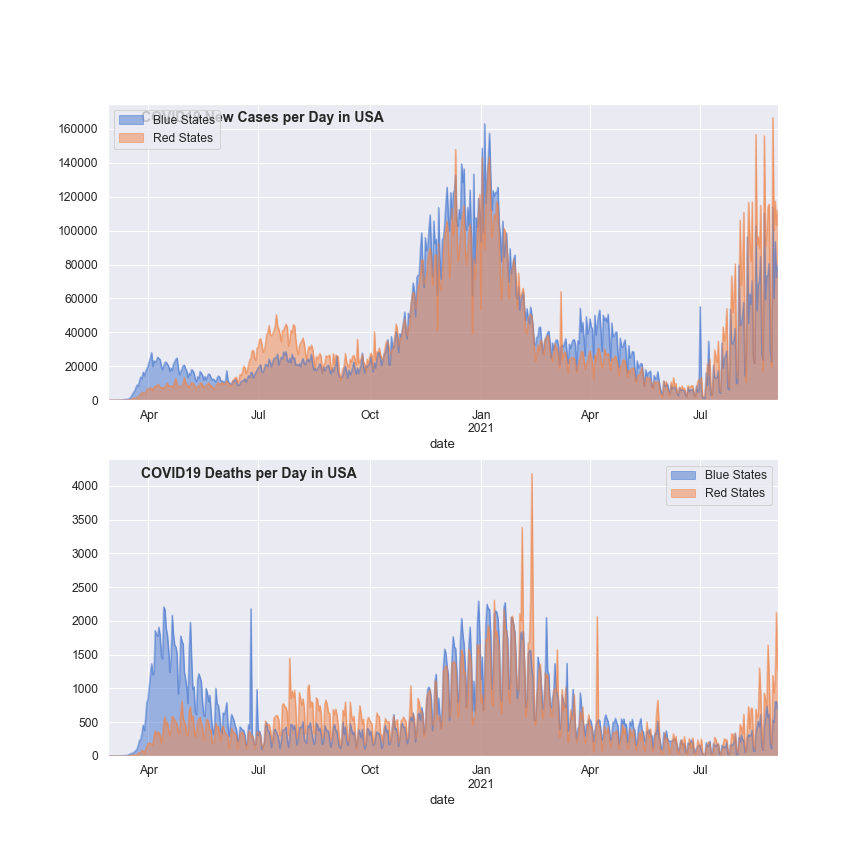 COVID19 New Cases per Day in USA
Blue States
Red States
160000
140000
120000
100000
80000
60000
40000
20000
0
Apr Jul Oct Jan Apr Jul
2021
date
COVID19 Deaths per Day in USA
Blue States
Red States
4000
3500
3000
2500
2000
1500
1000
500
0
Apr Jul Oct Jan Apr Jul
2021
date